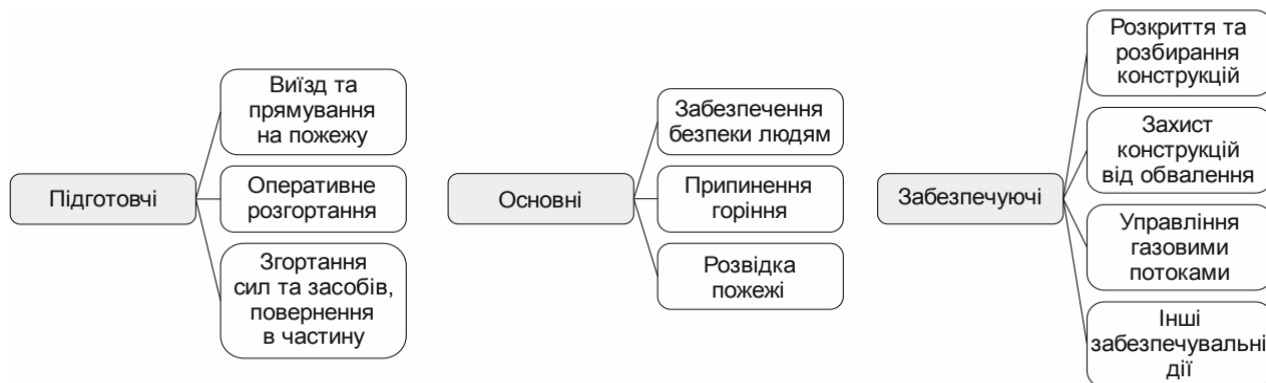 Підготовчі
Виїзд та
прямування
на пожежу
Оперативне
розгортання
Згортання
сил та засобів,
повернення
в частину
Основні
Забезпечення
безпеки людям
Припинення
горіння
Розвідка
пожежі
Забезпечуючі
Розкриття та
розбирання
конструкцій
Захист
конструкцій
від обвалення
Управління
газовими
потоками
Інші
забезпечувальні
дії